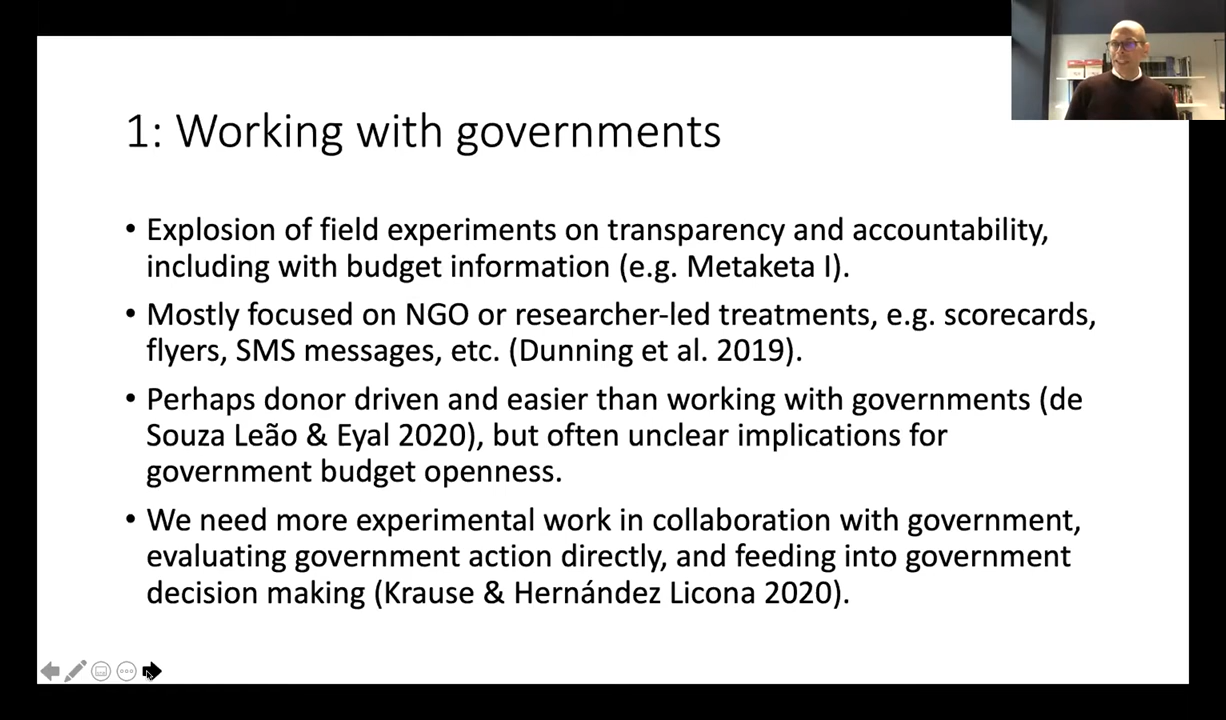 1: Working with governments
• Explosion of field experiments on transparency and accountability,
including with budget information (e.g. Metaketa I).
• Mostly focused on NGO or researcher-led treatments, e.g. scorecards,
flyers, SMS messages, etc. (Dunning et al. 2019).
• Perhaps donor driven and easier than working with governments (de
Souza Leão & Eyal 2020), but often unclear implications for
government budget openness.
• We need more experimental work in collaboration with government,
evaluating government action directly, and feeding into government
decision making (Krause & Hernández Licona 2020).